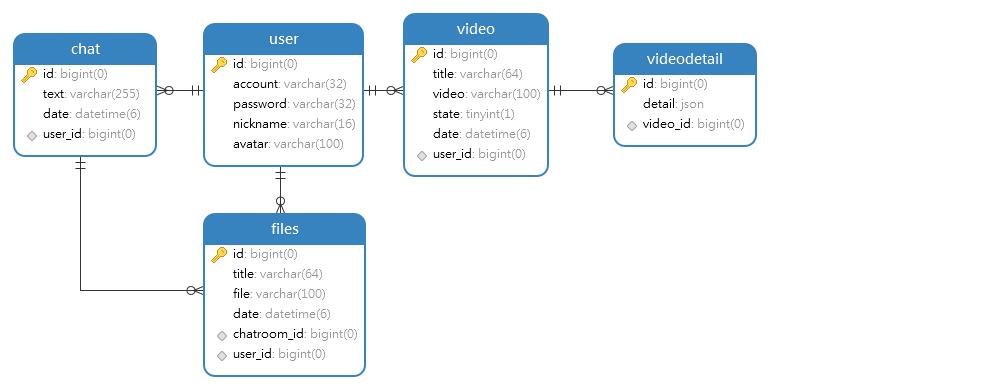 chat
id: bigint(0)
text: varchar(255)
date: datetime(6)
user_id: bigint(0)
user
id: bigint(0)
account: varchar(32)
password: varchar(32)
nickname: varchar(16)
avatar: varchar(100)
video
id: bigint(0)
title: varchar(64)
video: varchar(100)
state: tinyint(1)
date: datetime(6)
user_id: bigint(0)
videodetail
id: bigint(0)
detail: json
video_id: bigint(0)
files
id: bigint(0)
title: varchar(64)
file: varchar(100)
date: datetime(6)
chatroom_id: bigint(0)
user_id: bigint(0)